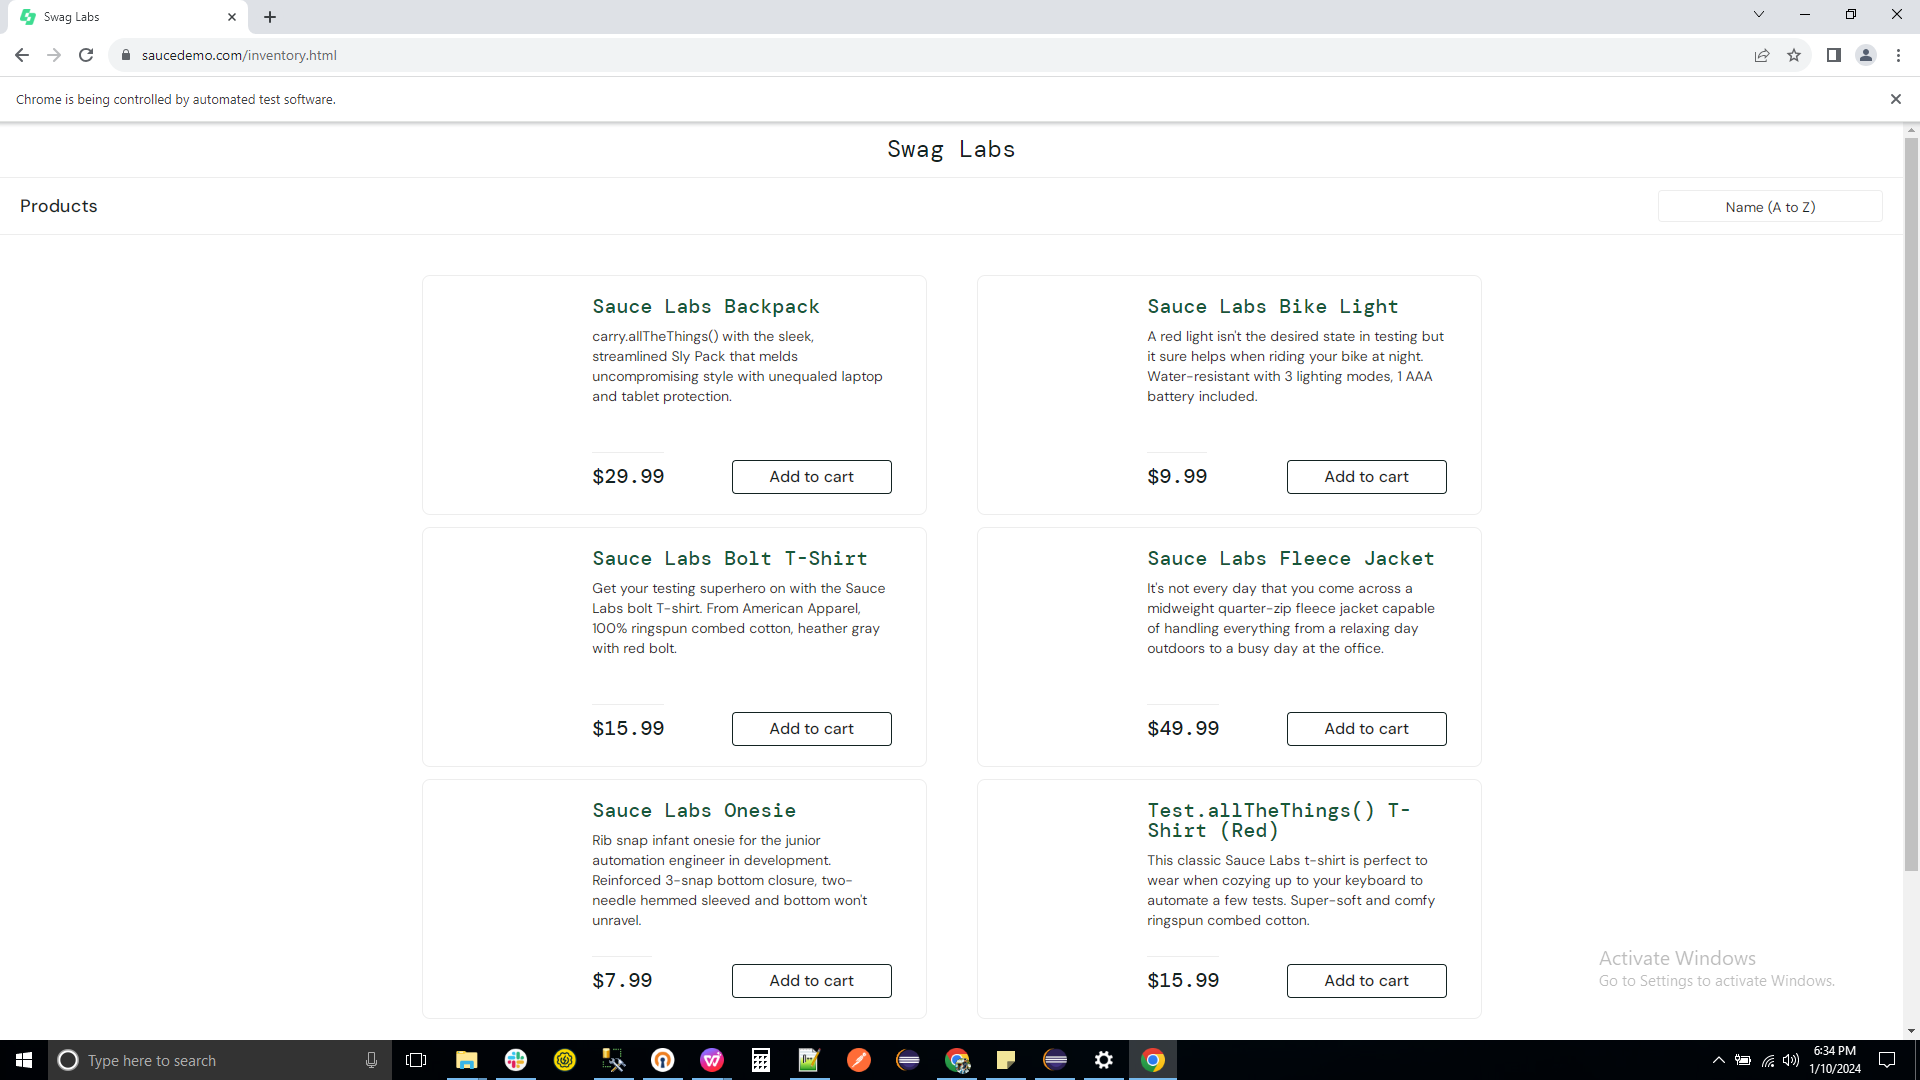 Swag Labs
saucedemo.com/inventory.html
Chrome is being controlled by automated test software.
Swag Labs
Products
Name (A to Z)
Sauce Labs Backpack
carry.allTheThings() with the sleek,
streamlined Sly Pack that melds
uncompromising style with unequaled laptop
and tablet protection.
$29.99
Add to cart
Sauce Labs Bike Light
A red light isn't the desired state in testing but
it sure helps when riding your bike at night.
Water-resistant with 3 lighting modes, 1 AAA
battery included.
$9.99
Add to cart
Sauce Labs Bolt T-Shirt
Get your testing superhero on with the Sauce
Labs bolt T-shirt. From American Apparel,
100% ringspun combed cotton, heather gray
with red bolt.
$15.99
Add to cart
Sauce Labs Fleece Jacket
It's not every day that you come across a
midweight quarter-zip fleece jacket capable
of handling everything from a relaxing day
outdoors to a busy day at the office.
$49.99
Add to cart
Sauce Labs Onesie
Rib snap infant onesie for the junior
automation engineer in development.
Reinforced 3-snap bottom closure, two-
needle hemmed sleeved and bottom won't
unravel.
$7.99
Add to cart
Test.allTheThings() T-
Shirt (Red)
This classic Sauce Labs t-shirt is perfect to
wear when cozying up to your keyboard to
automate a few tests. Super-soft and comfy
ringspun combed cotton.
$15.99
Add to cart
Activate Windows
Go to Settings to activate Windows.
Type here to search
6:34 PM
1/10/2024